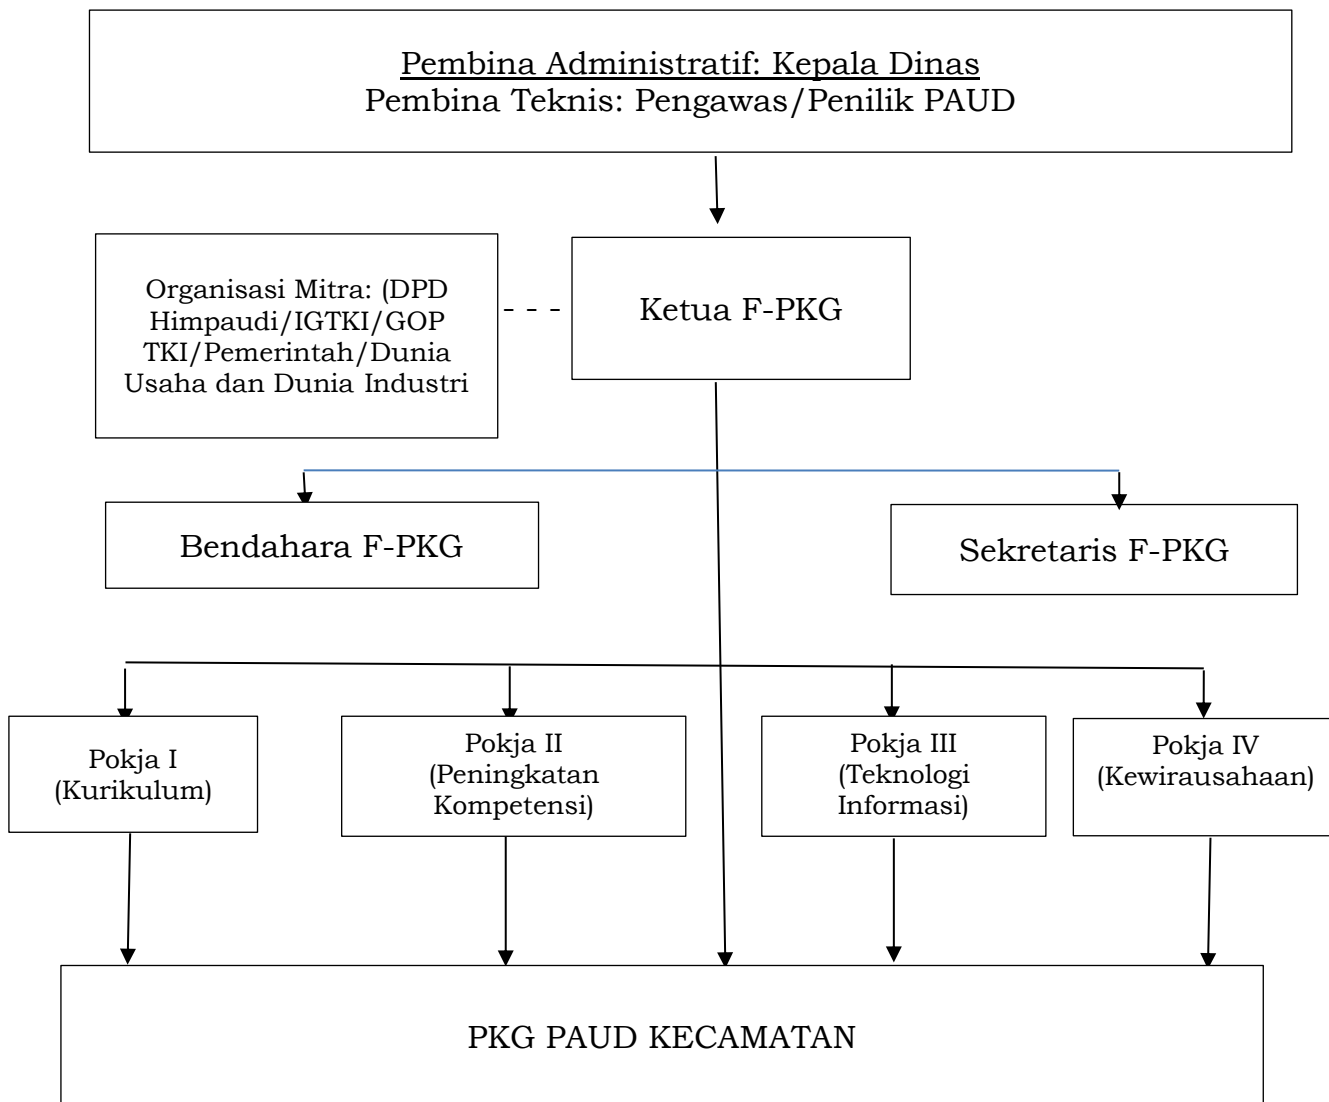 Pembina Administratif: Kepala Dinas
Pembina Teknis: Pengawas/Penilik PAUD
Organisasi Mitra: (DPD
Himpaudi/IGTKI/GOP
TKI/Pemerintah/Dunia
Usaha dan Dunia Industri
Ketua F-PKG
Bendahara F-PKG
Sekretaris F-PKG
Pokja I
(Kurikulum)
Pokja II
(Peningkatan
Kompetensi)
Pokja III
(Teknologi
Informasi)
Pokja IV
(Kewirausahaan)
PKG PAUD KECAMATAN